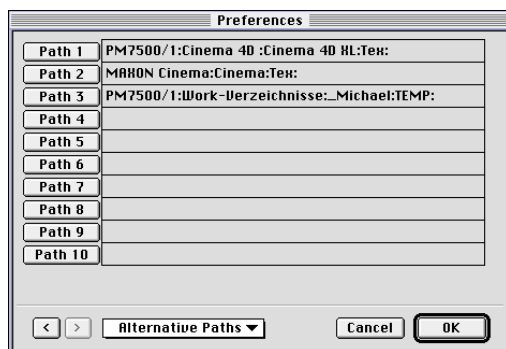 Preferences
Path 1 PM7500/1:Cinema 4D :Cinema 4D XL:Tex:
Path 2 MAXON Cinema:Cinema:Tex:
Path 3 PM7500/1:Work-Verzeichnisse:_Michael:TEMP:
Path 4
Path 5
Path 6
Path 7
Path 8
Path 9
Path 10
< > Alternative Paths Cancel OK